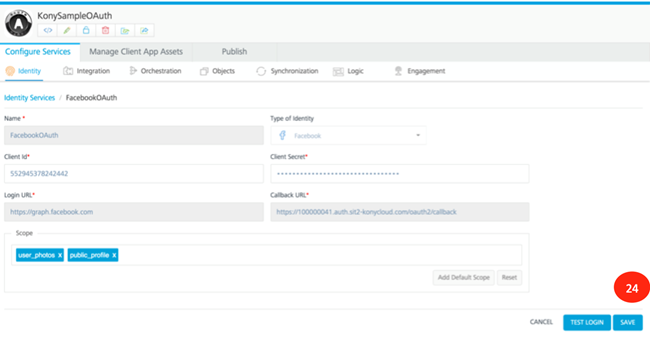 KonySampleOAuth
Configure Services Manage Client App Assets Publish
Identity Integration Orchestration Objects Synchronization Logic Engagement
Identity Services / FacebookOAuth
Name * Type of Identity
FacebookOAuth Facebook
Client Id* Client Secret*
552945378242442 ••••••••••••••••••••••••••••••••
Login URL* Callback URL*
https://graph.facebook.com https://100000041.auth.sit2-konycloud.com/oauth2/callback
Scope
user_photos x public_profile x
Add Default Scope Reset
24
CANCEL TEST LOGIN SAVE